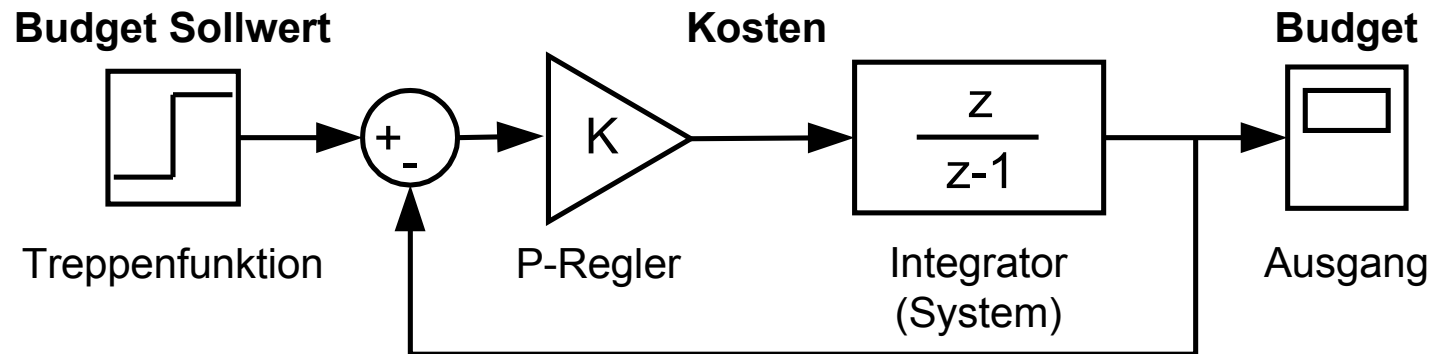 Budget Sollwert
Kosten
Budget
+
-
K
z
z-1
Treppenfunktion
P-Regler
Integrator
(System)
Ausgang